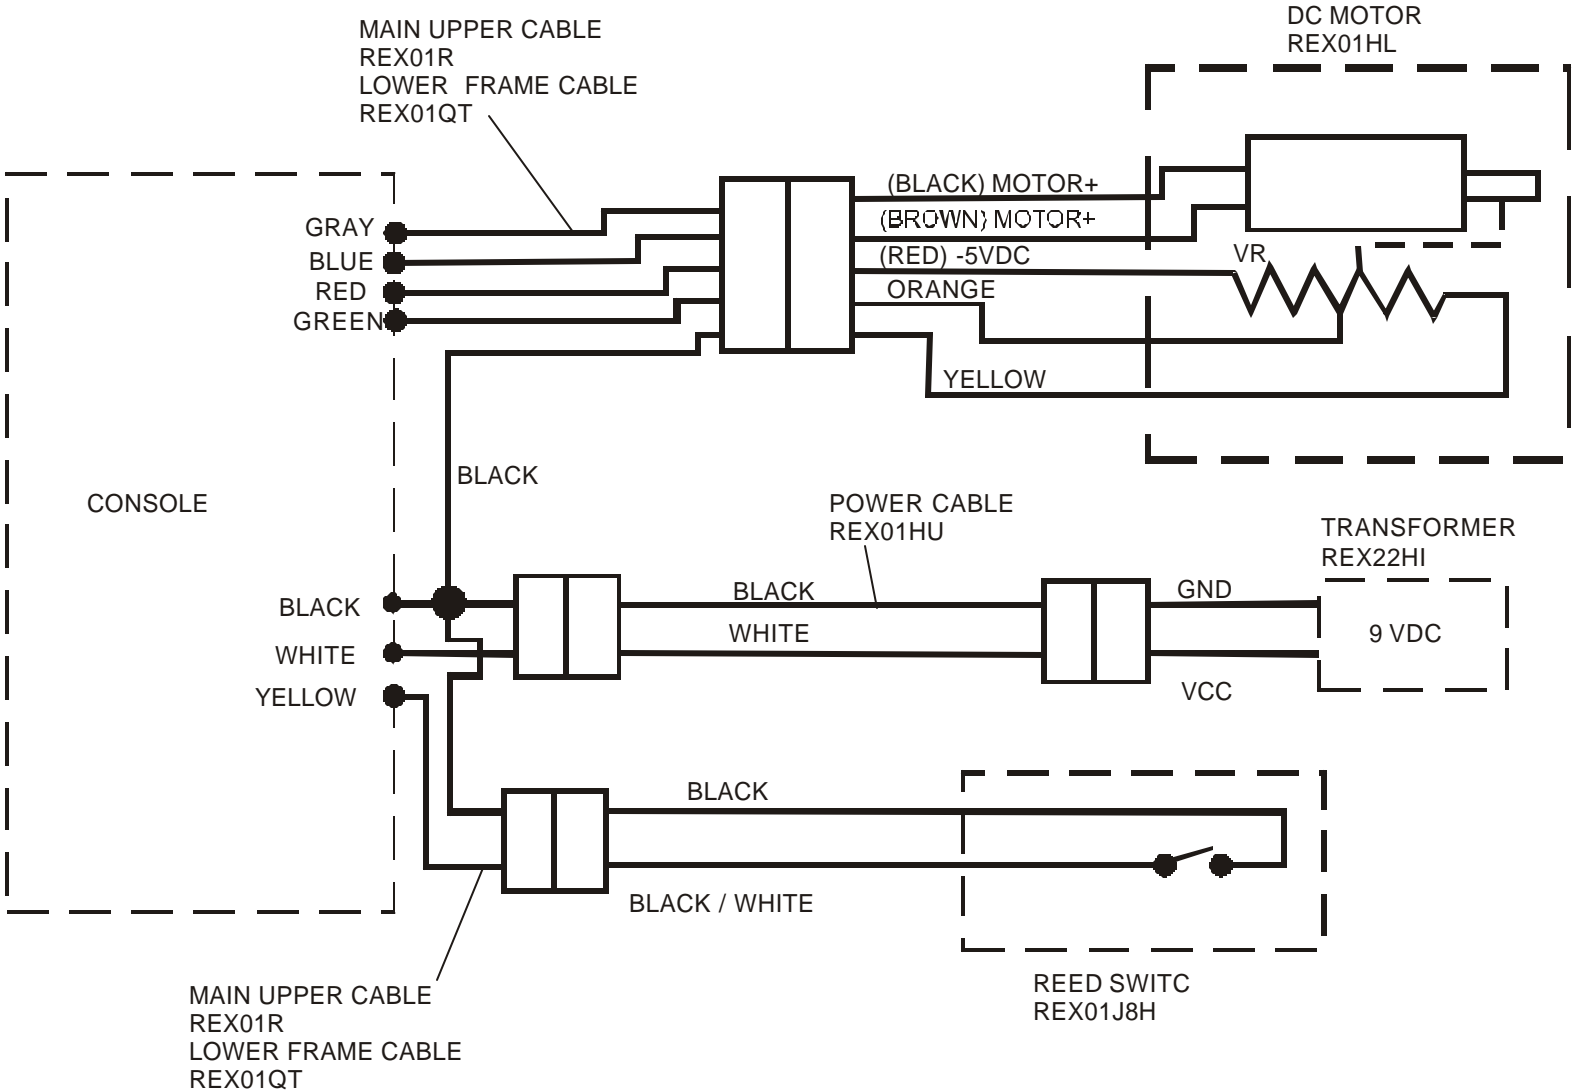 MAIN UPPER CABLE
REX01R
LOWER FRAME CABLE
REX01QT
DC MOTOR
REX01HL
GRAY
BLUE
RED
GREEN
(BLACK) MOTOR+
(BROWN) MOTOR+
(RED) -5VDC
ORANGE
YELLOW
VR
BLACK
CONSOLE
POWER CABLE
REX01HU
TRANSFORMER
REX22HI
BLACK
WHITE
YELLOW
BLACK
WHITE
GND
VCC
9 VDC
BLACK
BLACK / WHITE
REED SWITC
REX01J8H
MAIN UPPER CABLE
REX01R
LOWER FRAME CABLE
REX01QT